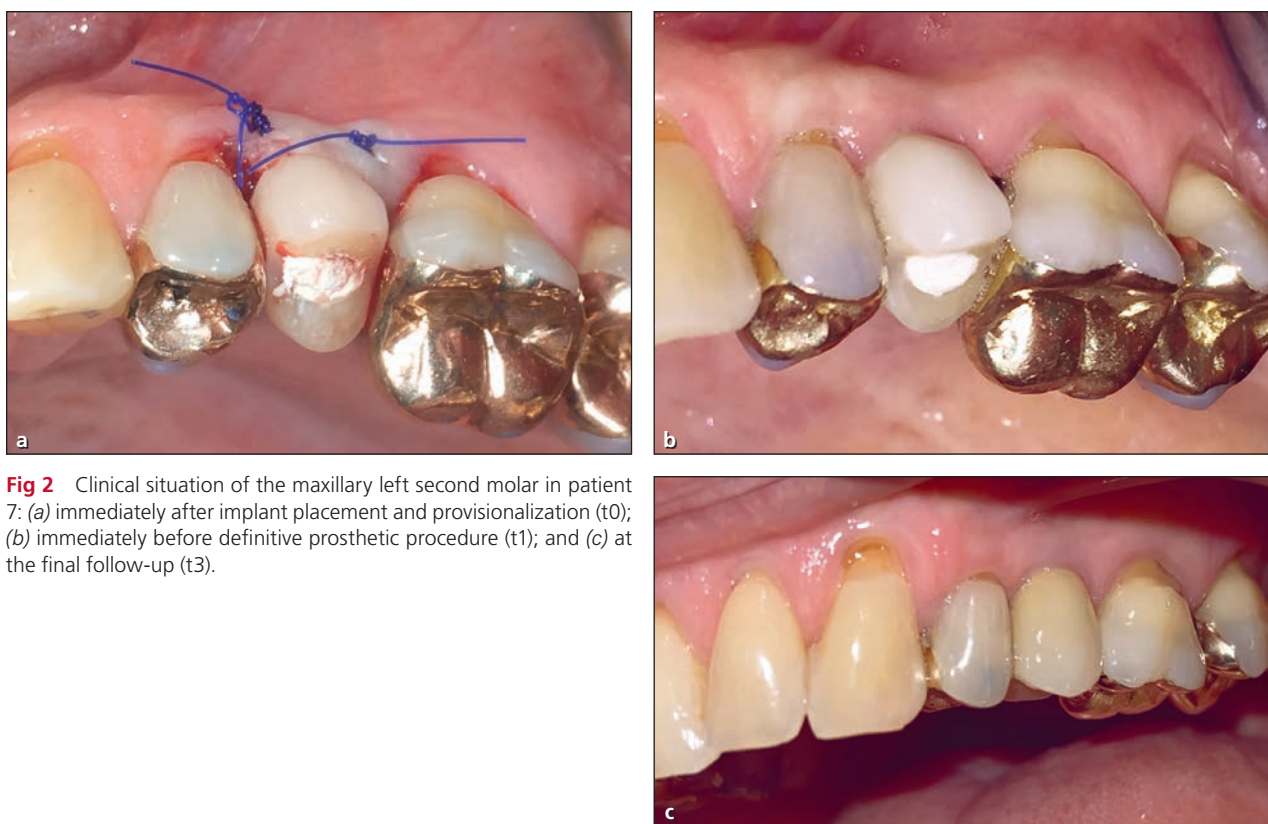 a
b
Fig 2 Clinical situation of the maxillary left second molar in patient
7: (a) immediately after implant placement and provisionalization (t0);
(b) immediately before definitive prosthetic procedure (t1); and (c) at
the final follow-up (t3).
c